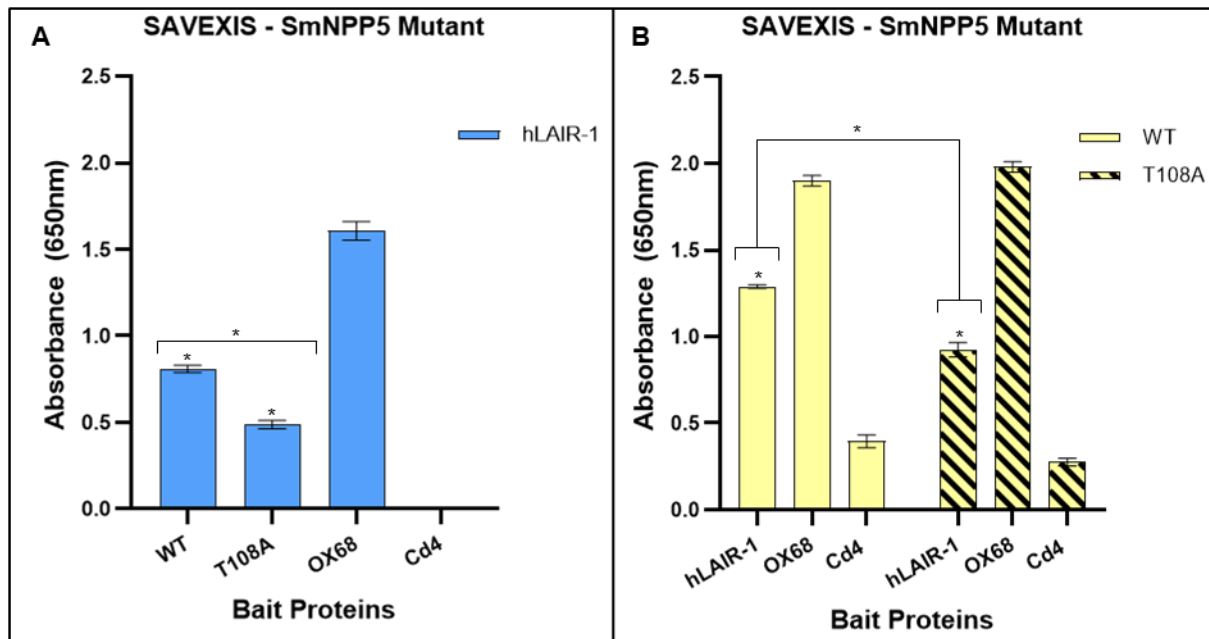 A
SAVEXIS - SmNPP5 Mutant
2.5
2.0
1.5
1.0
0.5
0.0
Absorbance (650nm)
hLAIR-1
*
*
*
WT
T108A
OX68
Cd4
Bait Proteins
B
SAVEXIS - SmNPP5 Mutant
2.5
2.0
1.5
1.0
0.5
0.0
Absorbance (650nm)
WT
T108A
*
*
*
hLAIR-1
OX68
Cd4
hLAIR-1
OX68
Cd4
Bait Proteins